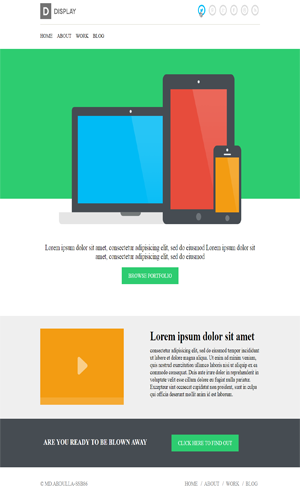 D DISPLAY
HOME ABOUT WORK BLOG
Lorem ipsum dolor sit amet, consectetur adipisicing elit, sed do eiusmod Lorem ipsum dolor sit
amet, consectetur adipisicing elit, sed do eiusmod
BROWSE PORTFOLIO
Lorem ipsum dolor sit amet
consectetur adipisicing elit, sed do eiusmod tempor incididunt
ut labore et dolore magna aliqua. Ut enim ad minim veniam, quis
nostrud exercitation ullamco laboris nisi ut aliquip ex ea
commodo consequat. Duis aute irure dolor in reprehenderit in
voluptate velit esse cillum dolore eu fugiat nulla pariatur.
Excepteur sint occaecat cupidatat non proident, sunt in culpa
qui officia deserunt mollit anim id est laborum.
ARE YOU READY TO BE BLOWN AWAY
CLICK HERE TO FIND OUT
HOME / ABOUT / WORK / BLOG